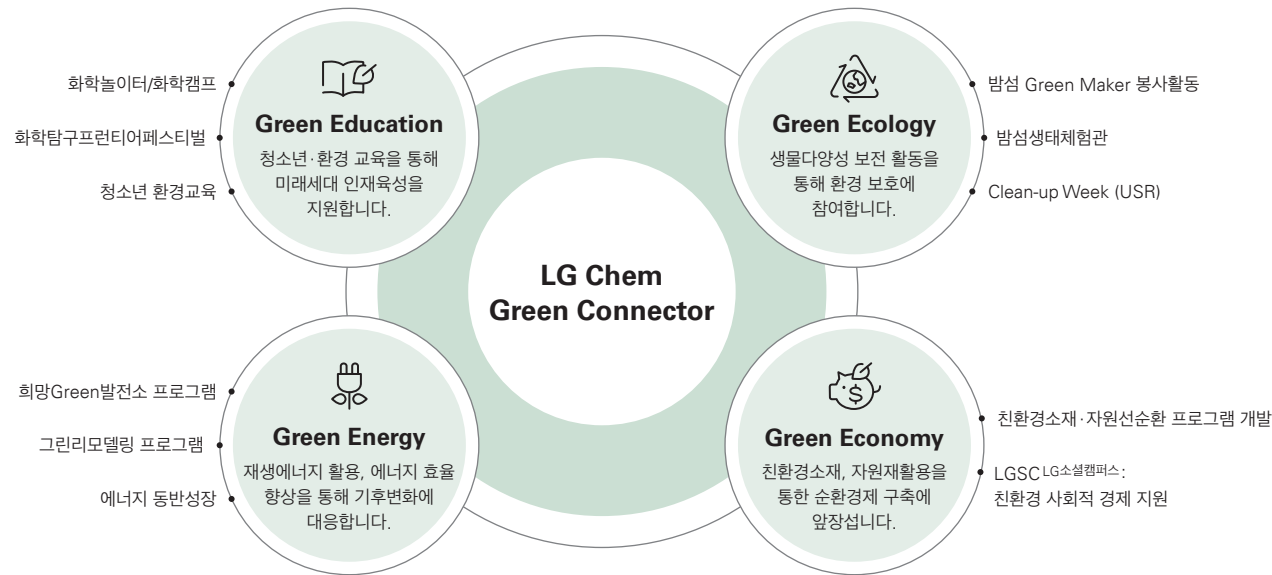 화학놀이터/화학캠프
화학탐구프런티어페스티벌
청소년 환경교육
Green Education
청소년·환경 교육을 통해
미래세대 인재육성을
지원합니다.
Green Ecology
생물다양성 보전 활동을
통해 환경 보호에
참여합니다.
밤섬 Green Maker 봉사활동
밤섬생태체험관
Clean-up Week (USR)
LG Chem
Green Connector
희망Green발전소 프로그램
그린리모델링 프로그램
에너지 동반성장
Green Energy
재생에너지 활용, 에너지 효율
향상을 통해 기후변화에
대응합니다.
Green Economy
친환경소재, 자원재활용을
통한 순환경제 구축에
앞장섭니다.
친환경소재·자원선순환 프로그램 개발
LGSC LG소셜캠퍼스:
친환경 사회적 경제 지원